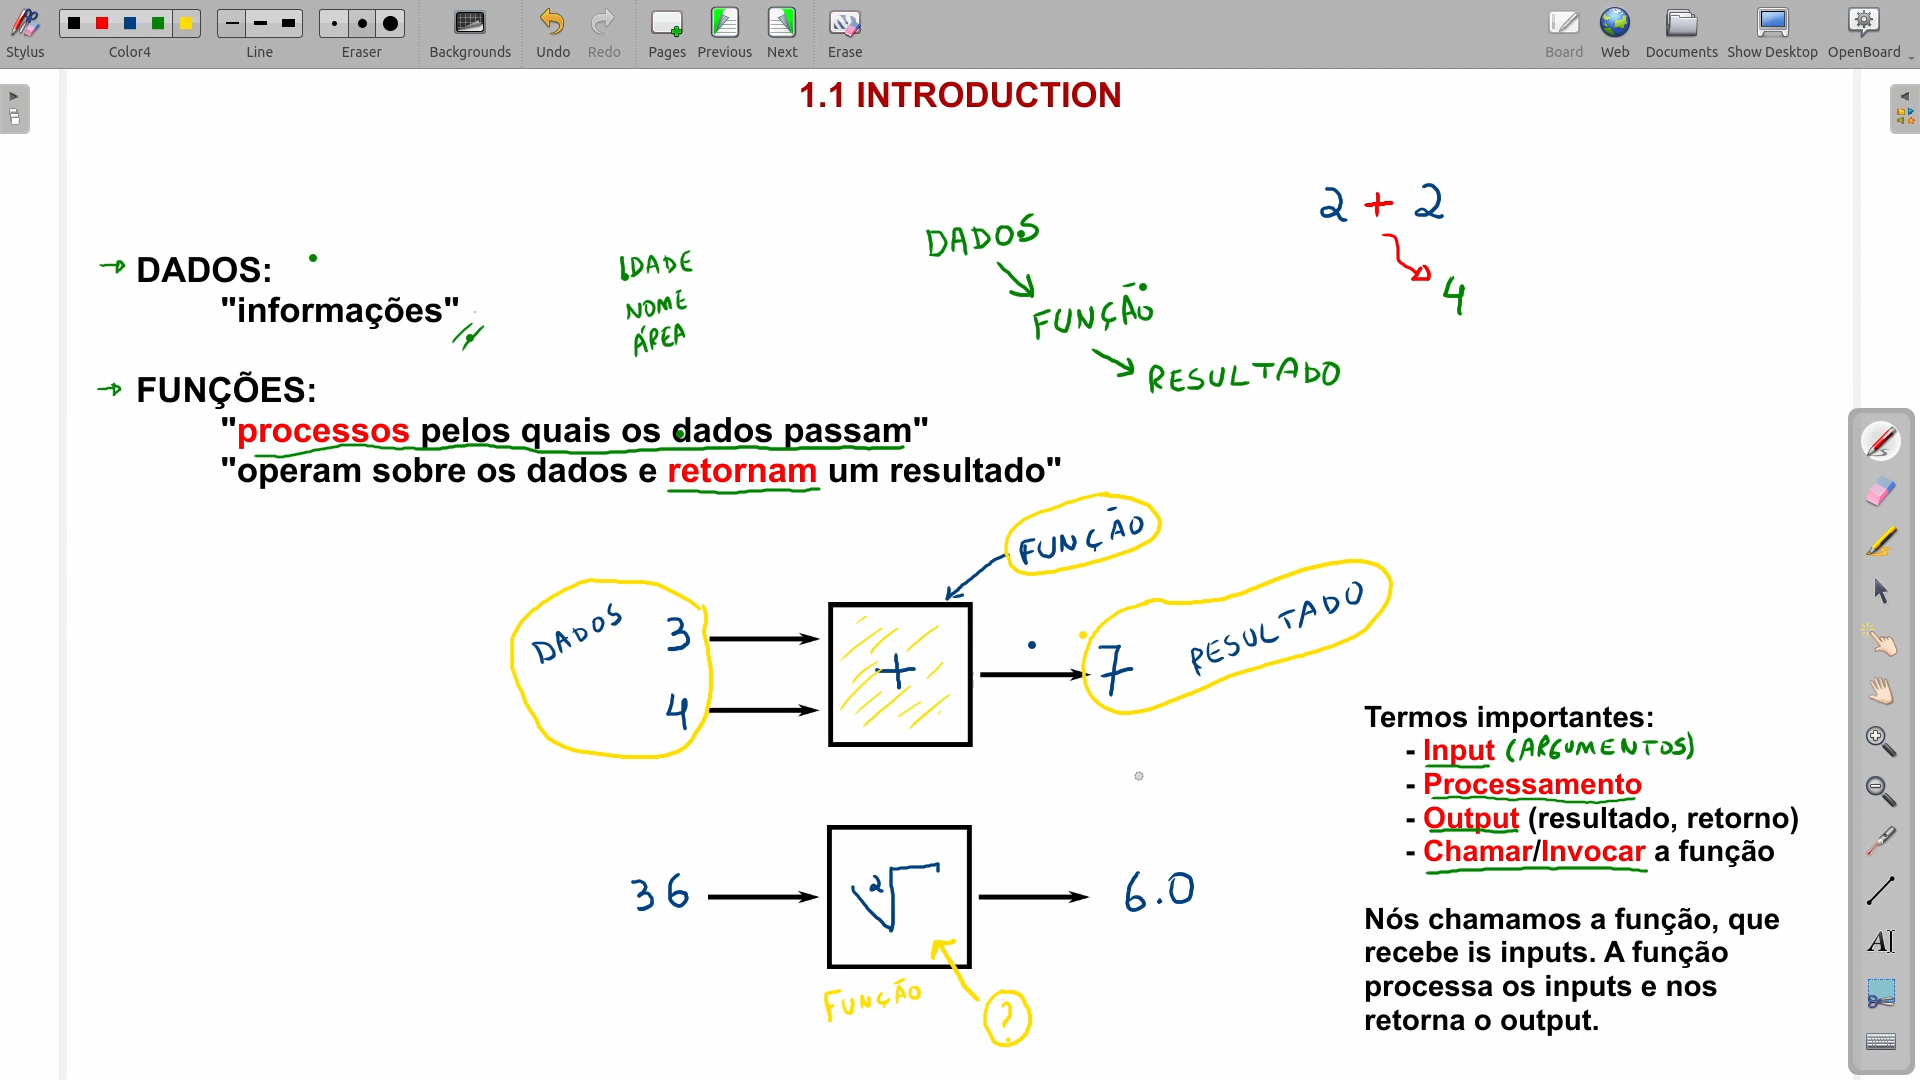 Stylus
Color4
Line
Eraser
Backgrounds
Undo
Redo
Pages
Previous
Next
Erase
Board
Web
Documents
Show Desktop
OpenBoard
1.1 INTRODUCTION
2 + 2
4
DADOS
FUNÇÃO
RESULTADO
DADOS:
"informações"
IDADE
NOME
ÁREA
FUNÇÕES:
"processos pelos quais os dados passam"
"operam sobre os dados e retornam um resultado"
FUNÇÃO
DADOS 3
4
+
7 RESULTADO
36
2√
6.0
FUNÇÃO
?
Termos importantes:
- Input (ARGUMENTOS)
- Processamento
- Output (resultado, retorno)
- Chamar/Invocar a função
Nós chamamos a função, que
recebe is inputs. A função
processa os inputs e nos
retorna o output.